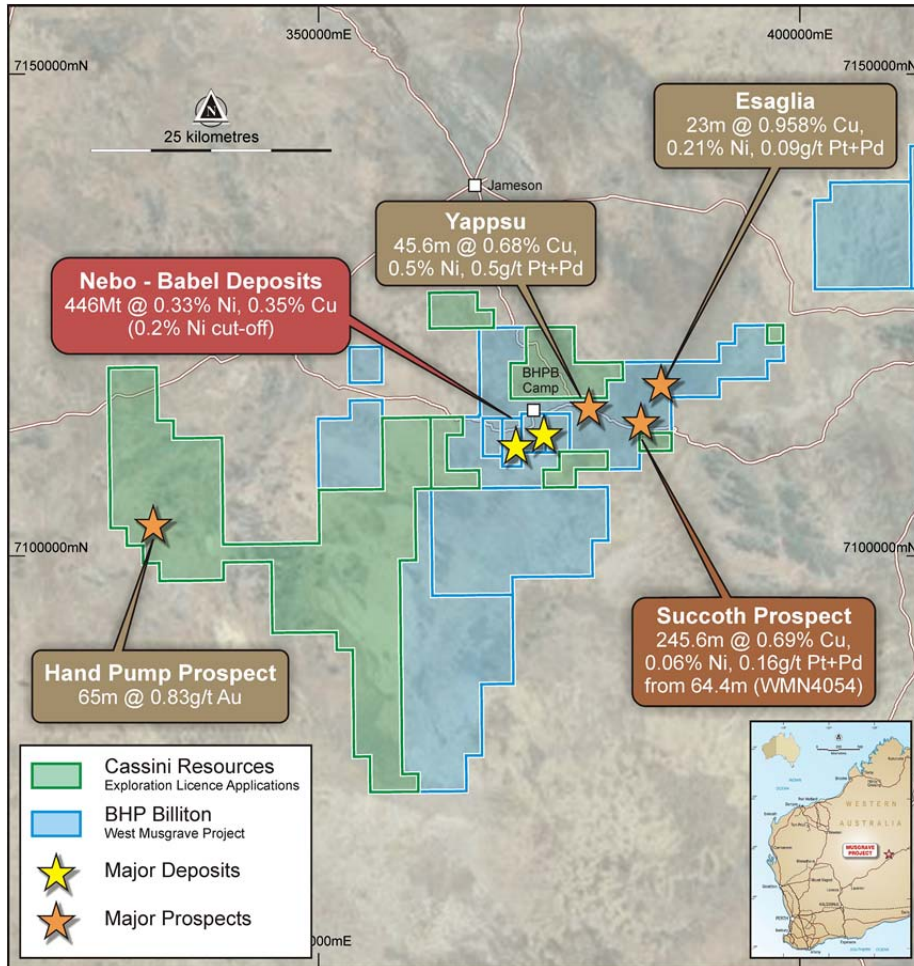 350000mE
400000mE
7150000mN
7150000mN
N
25 kilometres
Jameson
Esaglia
23m @ 0.958% Cu,
0.21% Ni, 0.09g/t Pt+Pd
Yappsu
45.6m @ 0.68% Cu,
0.5% Ni, 0.5g/t Pt+Pd
Nebo - Babel Deposits
446Mt @ 0.33% Ni, 0.35% Cu
(0.2% Ni cut-off)
BHPB
Camp
7100000mN
7100000mN
Hand Pump Prospect
65m @ 0.83g/t Au
Succoth Prospect
245.6m @ 0.69% Cu,
0.06% Ni, 0.16g/t Pt+Pd
from 64.4m (WMN4054)
Cassini Resources
Exploration Licence Applications
BHP Billiton
West Musgrave Project
Major Deposits
Major Prospects
WESTERN
AUSTRALIA
MUSGRAVE
PROJECT